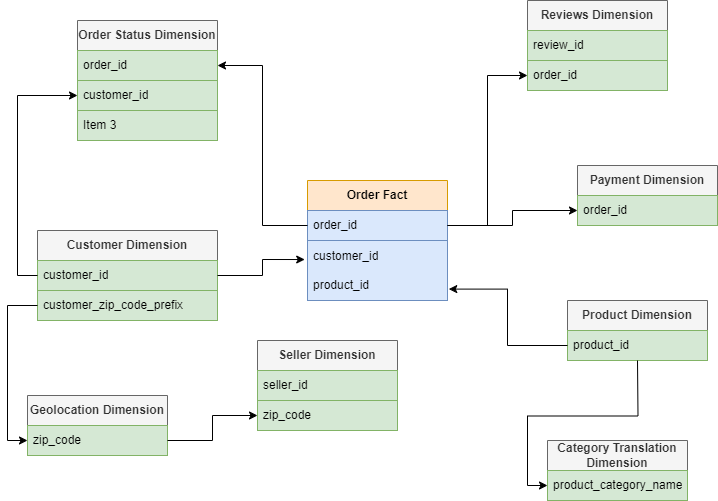 Order Status Dimension
order_id
customer_id
Item 3
Reviews Dimension
review_id
order_id
Payment Dimension
order_id
Order Fact
order_id
customer_id
product_id
Customer Dimension
customer_id
customer_zip_code_prefix
Product Dimension
product_id
Seller Dimension
seller_id
zip_code
Geolocation Dimension
zip_code
Category Translation
Dimension
product_category_name